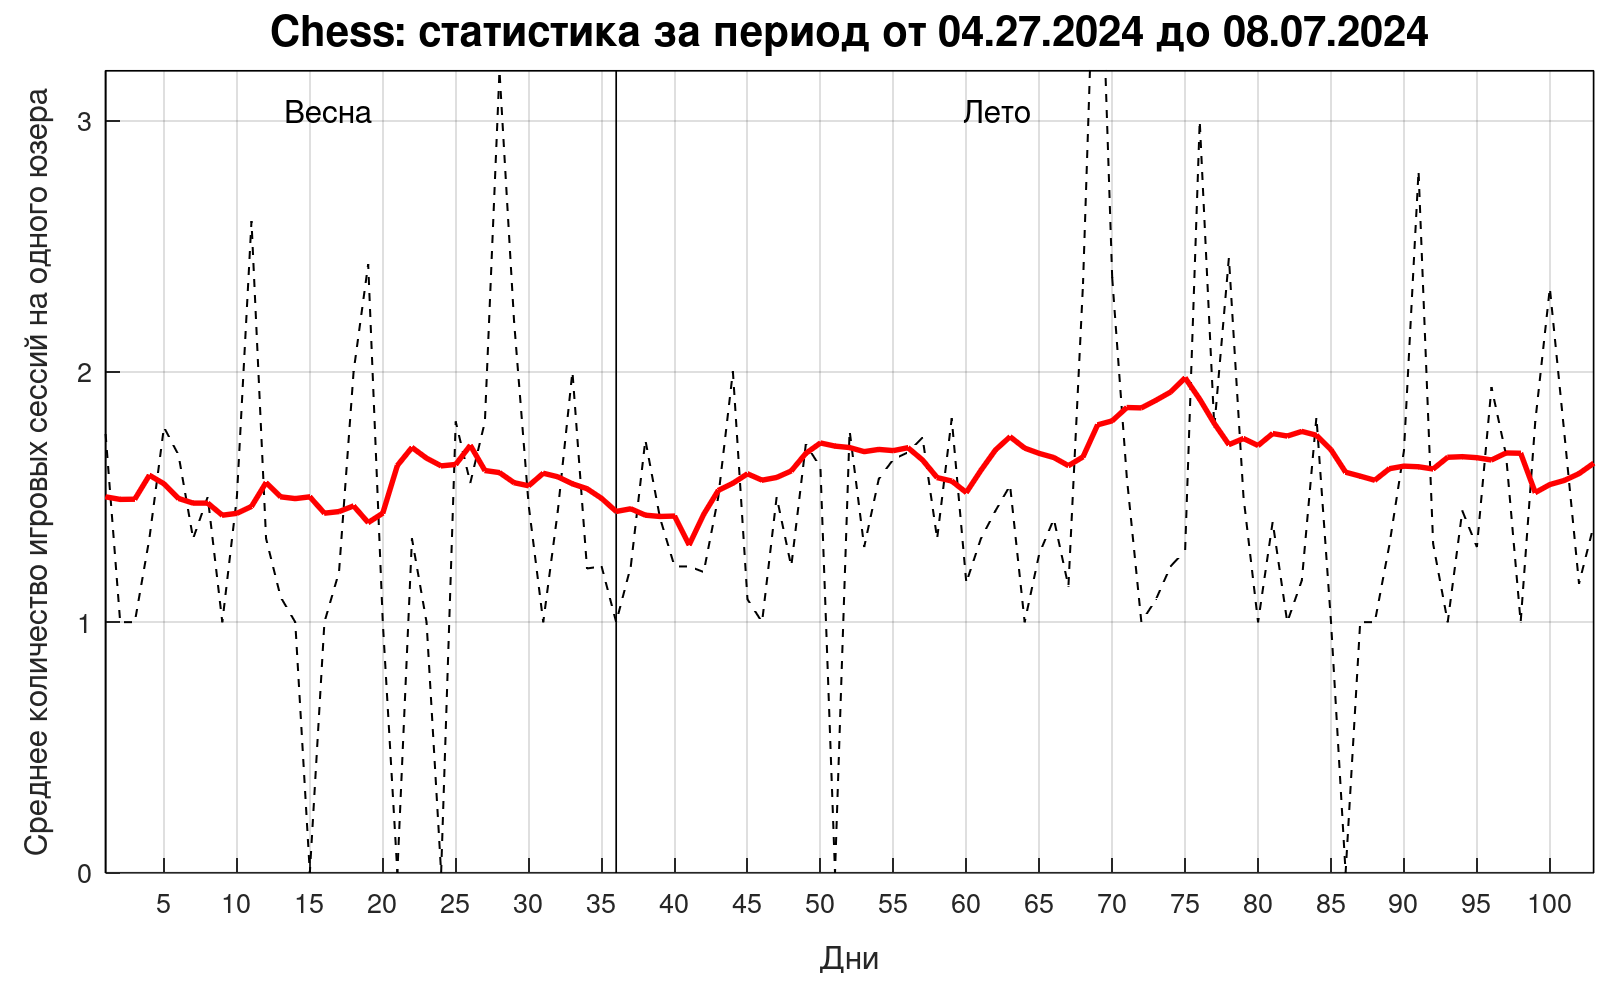 Chess: статистика за период от 04.27.2024 до 08.07.2024
Среднее количество игровых сессий на одного юзера
Весна
Лето
3
2
1
0
5 10 15 20 25 30 35 40 45 50 55 60 65 70 75 80 85 90 95 100
Дни